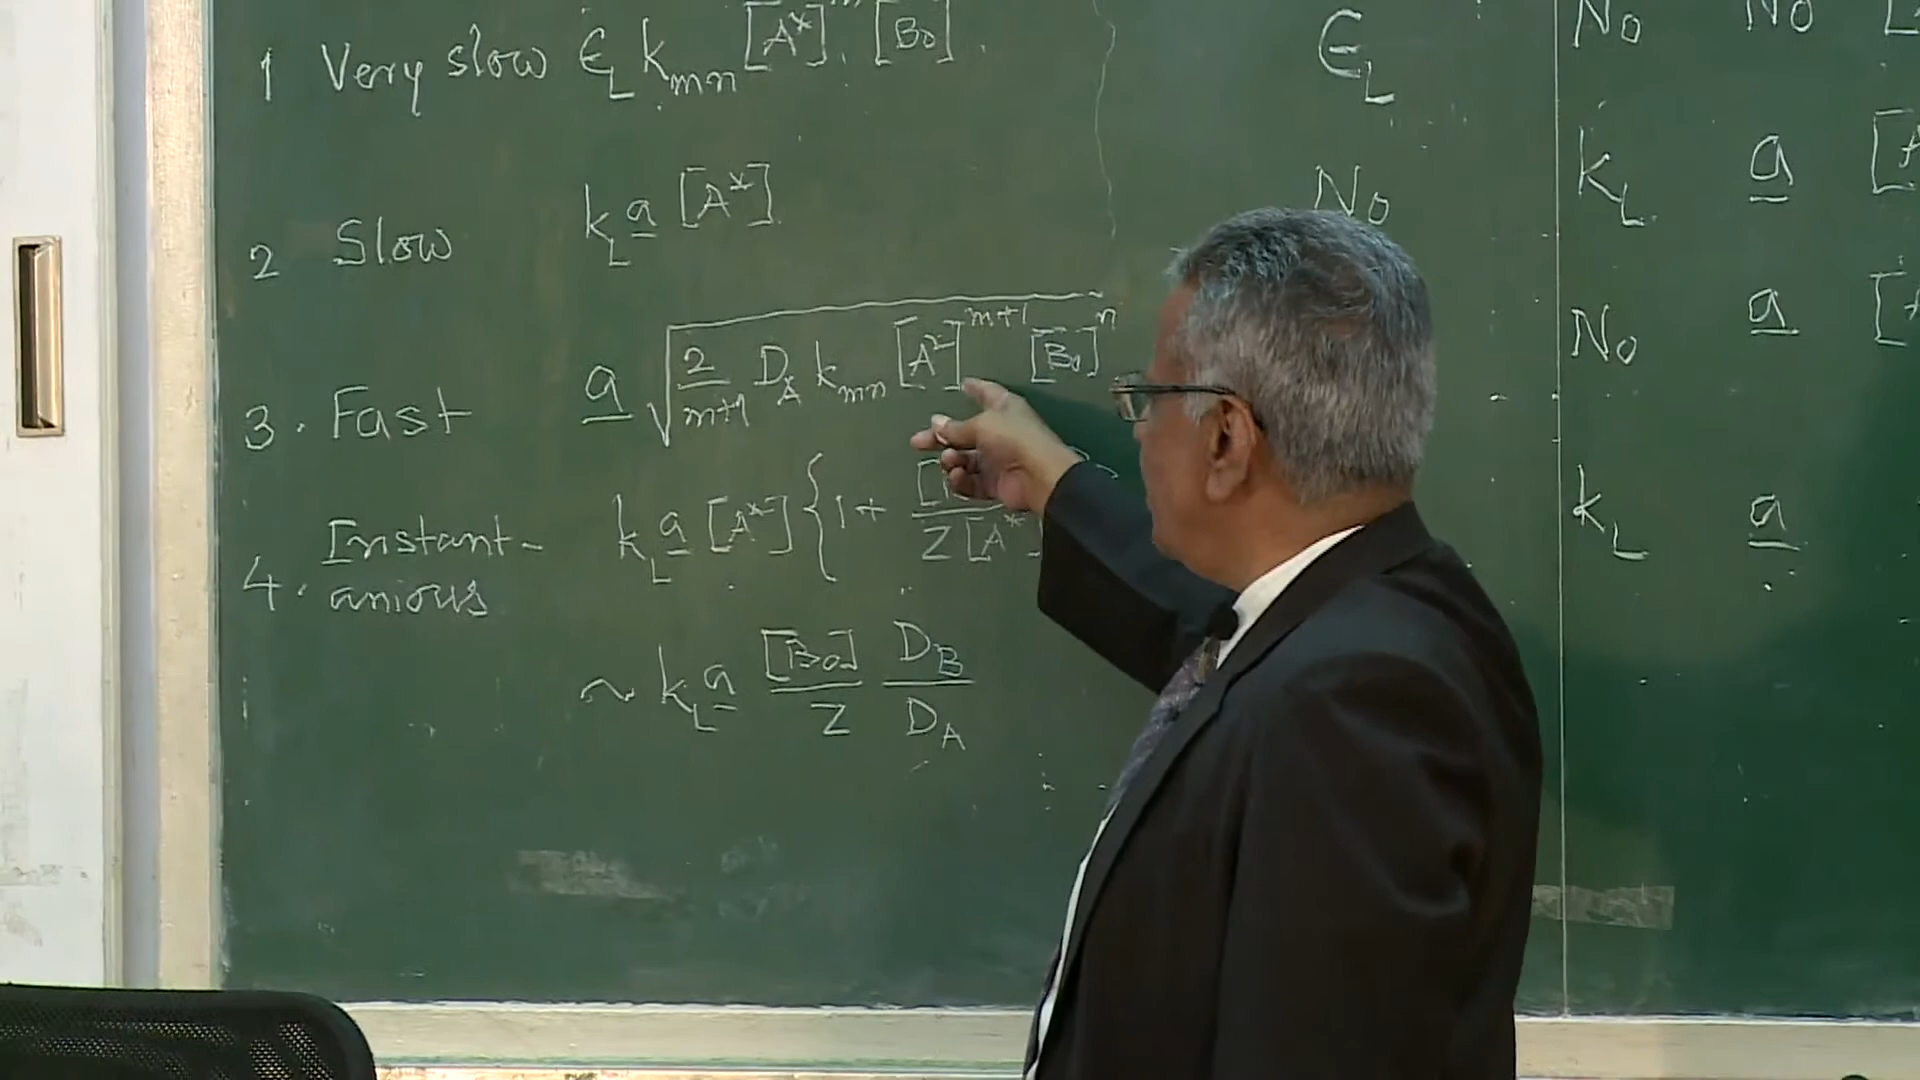 1 Very slow ϵ_L k_mn [A*]^m . [B_0] . ϵ_L No No [
2 Slow k_L a [A*] No k_L a [A
3. Fast a √(2/(m+1) D_A k_mn [A*]^(m+1) [B_0]^n) No a [
4. Instant-anious k_L a [A*] { 1 + [ / Z[A* k_L a
~ k_L a [B_0]/Z D_B/D_A